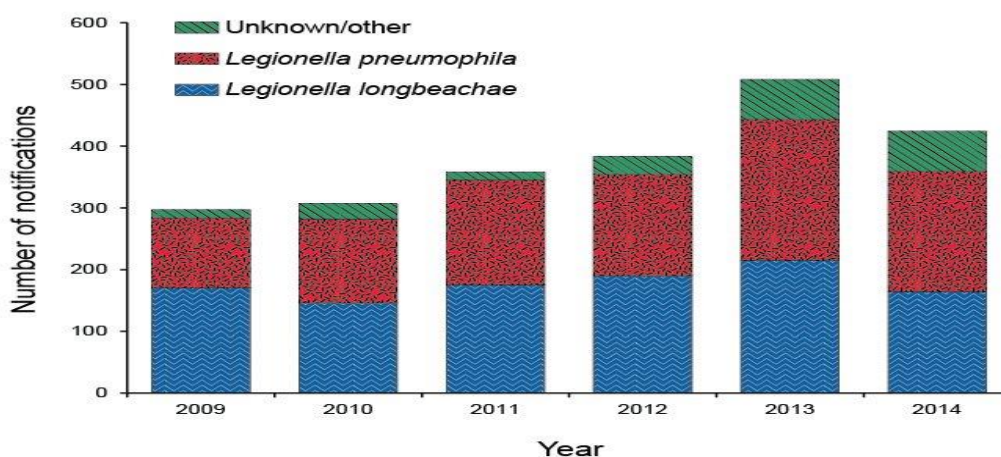 600
500
400
300
200
100
0
Number of notifications
Unknown/other
Legionella pneumophila
Legionella longbeachae
2009 2010 2011 2012 2013 2014
Year